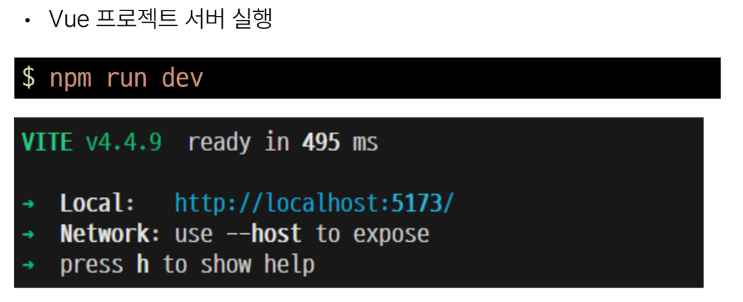 • Vue 프로젝트 서버 실행
$ npm run dev
VITE v4.4.9 ready in 495 ms
➜ Local: http://localhost:5173/
➜ Network: use --host to expose
➜ press h to show help